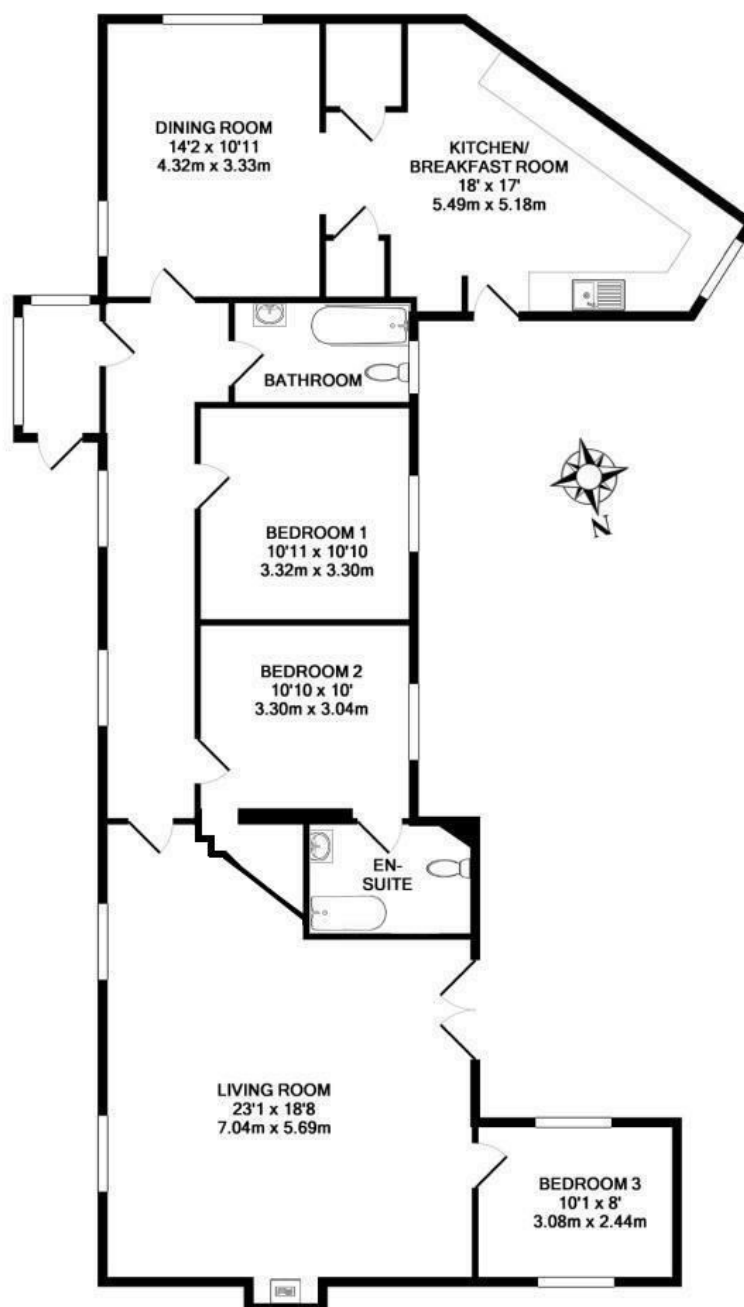 DINING ROOM
14'2 x 10'11
4.32m x 3.33m
KITCHEN/
BREAKFAST ROOM
18' x 17'
5.49m x 5.18m
BATHROOM
BEDROOM 1
10'11 x 10'10
3.32m x 3.30m
N
BEDROOM 2
10'10 x 10'
3.30m x 3.04m
EN-
SUITE
LIVING ROOM
23'1 x 18'8
7.04m x 5.69m
BEDROOM 3
10'1 x 8'
3.08m x 2.44m